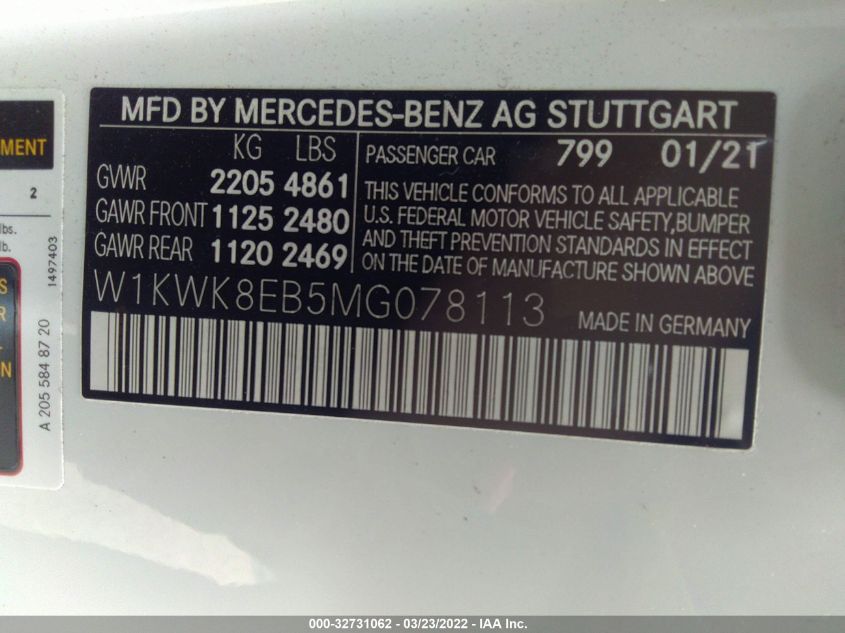 MFD BY MERCEDES-BENZ AG STUTTGART
KG LBS
GVWR 2205 4861
GAWR FRONT 1125 2480
GAWR REAR 1120 2469
PASSENGER CAR 799 01/21
THIS VEHICLE CONFORMS TO ALL APPLICABLE
U.S. FEDERAL MOTOR VEHICLE SAFETY,BUMPER
AND THEFT PREVENTION STANDARDS IN EFFECT
ON THE DATE OF MANUFACTURE SHOWN ABOVE
W1KWK8EB5MG078113
MADE IN GERMANY
MENT
2
lbs.
lb.
S
R
T
N
1497403
A 205 584 87 20
000-32731062 - 03/23/2022 - IAA Inc.